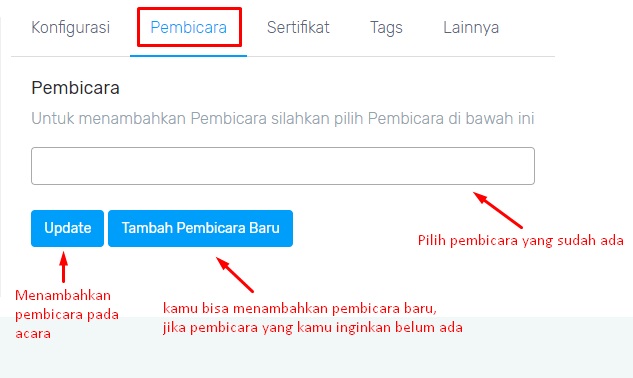 Konfigurasi Pembicara Sertifikat Tags Lainnya
Pembicara
Untuk menambahkan Pembicara silahkan pilih Pembicara di bawah ini
Update Tambah Pembicara Baru
Pilih pembicara yang sudah ada
Menambahkan
pembicara pada
acara
kamu bisa menambahkan pembicara baru,
jika pembicara yang kamu inginkan belum ada